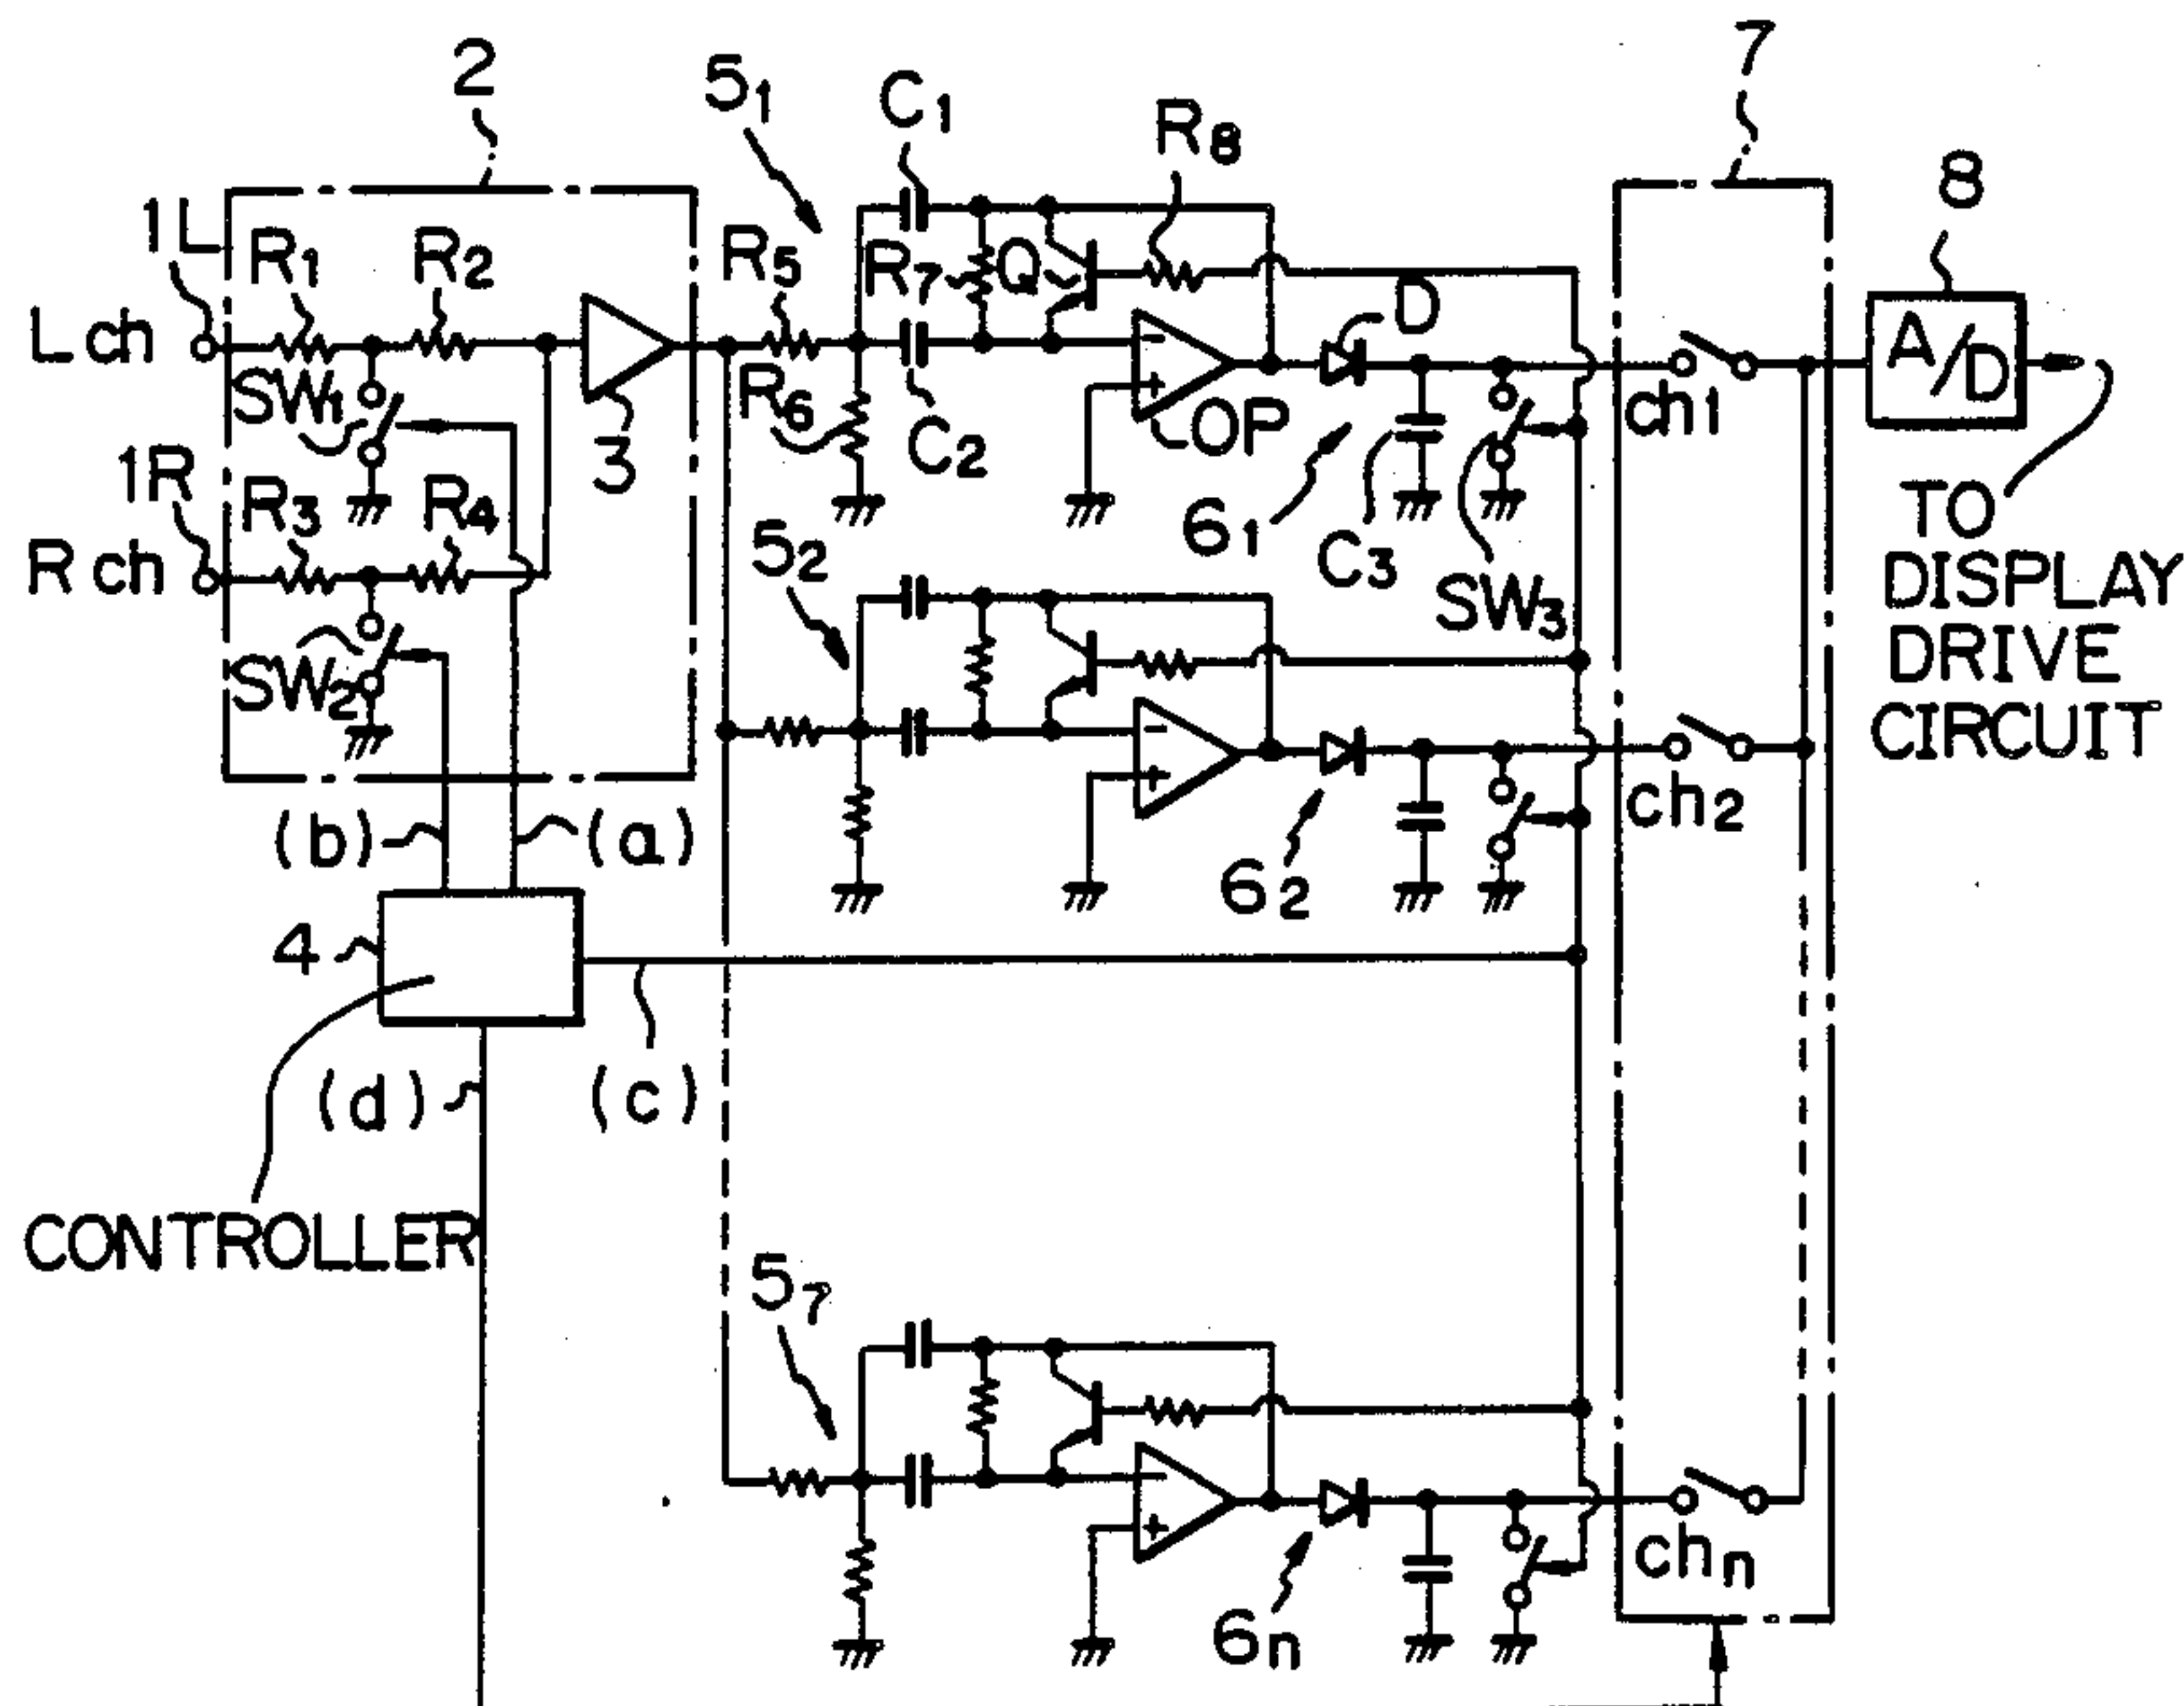 2
5₁
C₁
R₈
7
8
1L
R₁
R₂
R₅
R₇
Q
D
A/D
L ch
SW₁
3
R₆
C₂
OP
ch1
1R
R₃
R₄
6₁
C₃
TO
DISPLAY
DRIVE
CIRCUIT
R ch
5₂
SW₃
SW₂
ch₂
(b)
(a)
6₂
4
(d)
(c)
CONTROLLER
5₇
chₙ
6ₙ